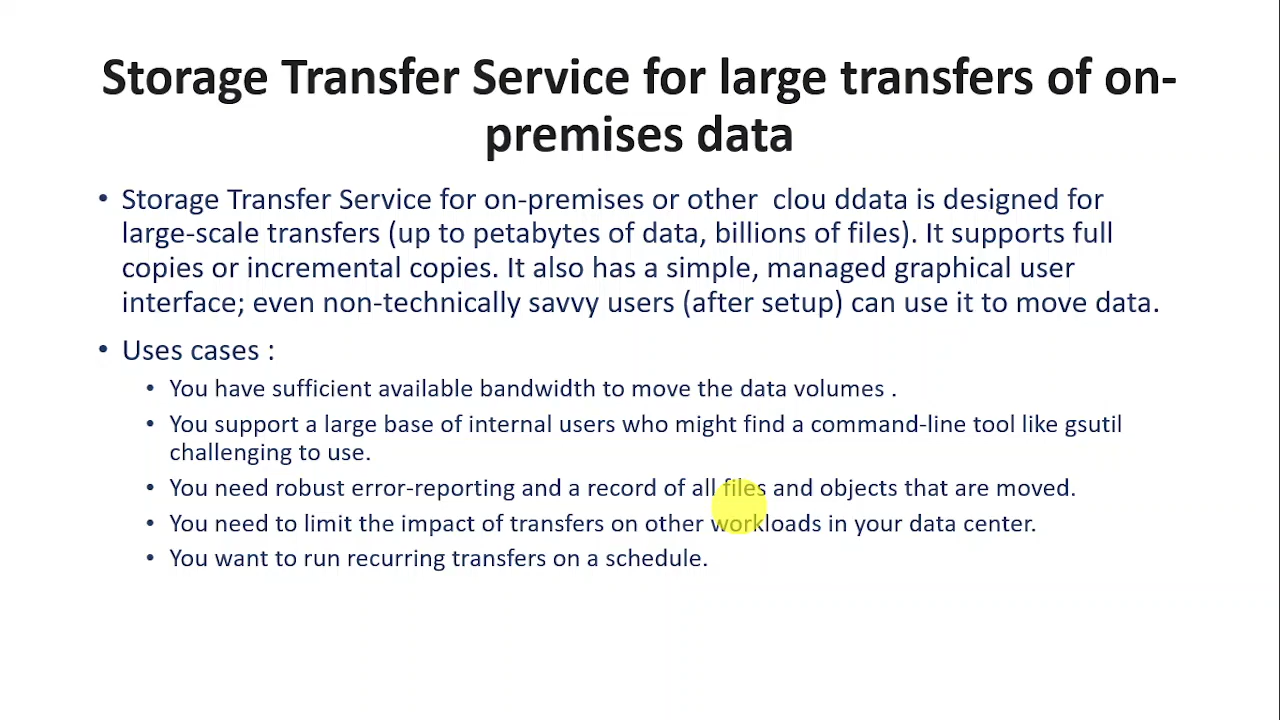 Storage Transfer Service for large transfers of on-
premises data
• Storage Transfer Service for on-premises or other  clou ddata is designed for
large-scale transfers (up to petabytes of data, billions of files). It supports full
copies or incremental copies. It also has a simple, managed graphical user
interface; even non-technically savvy users (after setup) can use it to move data.
• Uses cases :
• You have sufficient available bandwidth to move the data volumes .
• You support a large base of internal users who might find a command-line tool like gsutil
challenging to use.
• You need robust error-reporting and a record of all files and objects that are moved.
• You need to limit the impact of transfers on other workloads in your data center.
• You want to run recurring transfers on a schedule.